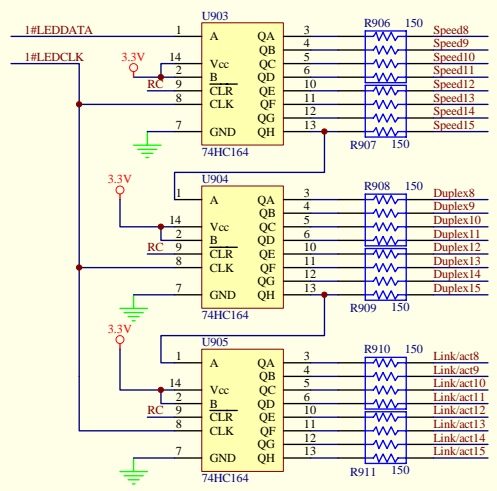 U903
1#LEDDATA 1 A QA 3 R906 150 Speed8
QB 4 Speed9
1#LEDCLK 3.3V 14 Vcc QC 5 Speed10
2 B QD 6 Speed11
RC 9 CLR QE 10 Speed12
8 CLK QF 11 Speed13
QG 12 Speed14
7 GND QH 13 Speed15
74HC164 R907 150
U904
3.3V 1 A QA 3 R908 150 Duplex8
QB 4 Duplex9
14 Vcc QC 5 Duplex10
2 B QD 6 Duplex11
RC 9 CLR QE 10 Duplex12
8 CLK QF 11 Duplex13
QG 12 Duplex14
7 GND QH 13 Duplex15
74HC164 R909 150
3.3V
U905
1 A QA 3 R910 150 Link/act8
QB 4 Link/act9
14 Vcc QC 5 Link/act10
2 B QD 6 Link/act11
RC 9 CLR QE 10 Link/act12
8 CLK QF 11 Link/act13
QG 12 Link/act14
7 GND QH 13 Link/act15
74HC164 R911 150